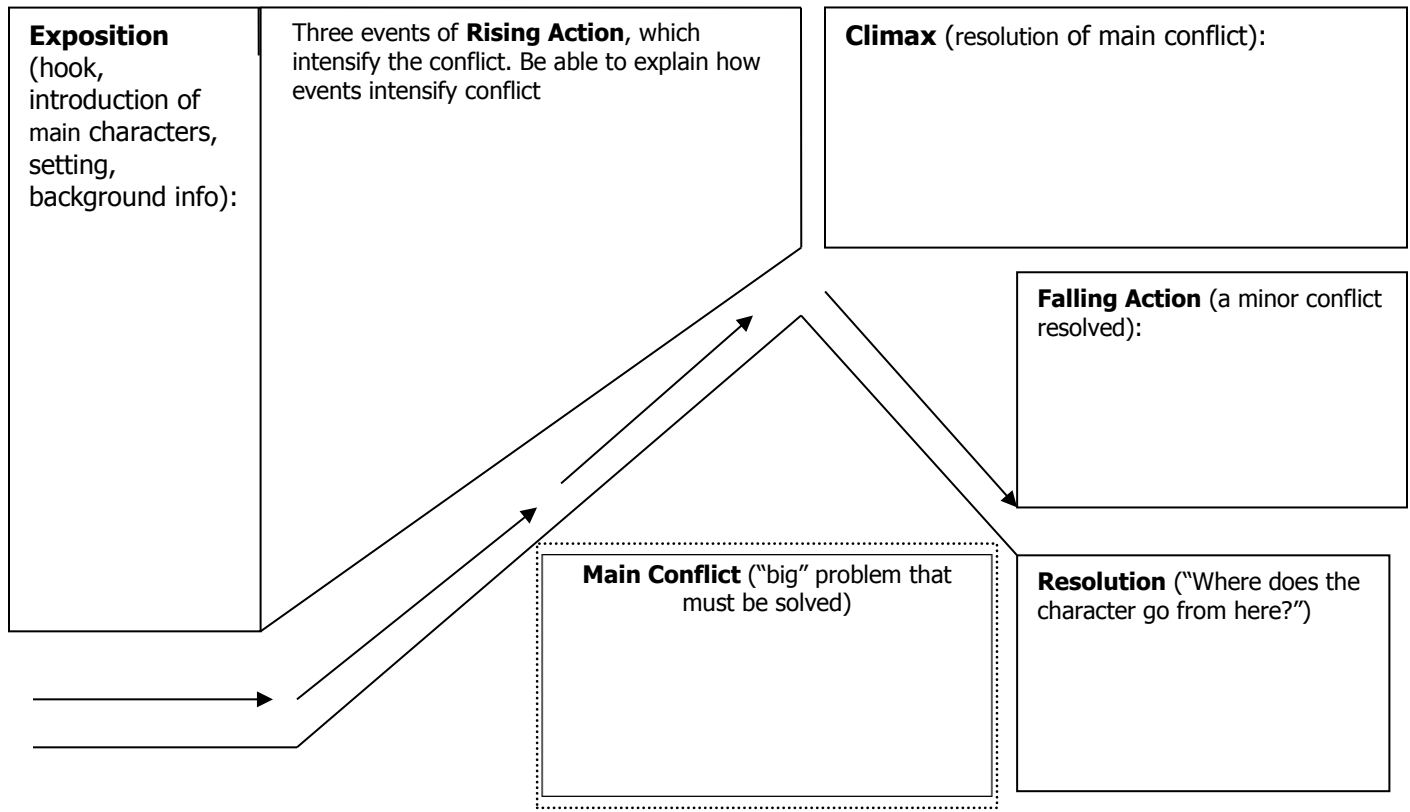 Exposition
(hook,
introduction of
main characters,
setting,
background info):
Three events of Rising Action, which
intensify the conflict. Be able to explain how
events intensify conflict
Climax (resolution of main conflict):
Falling Action (a minor conflict
resolved):
Main Conflict (“big” problem that
must be solved)
Resolution (“Where does the
character go from here?”)